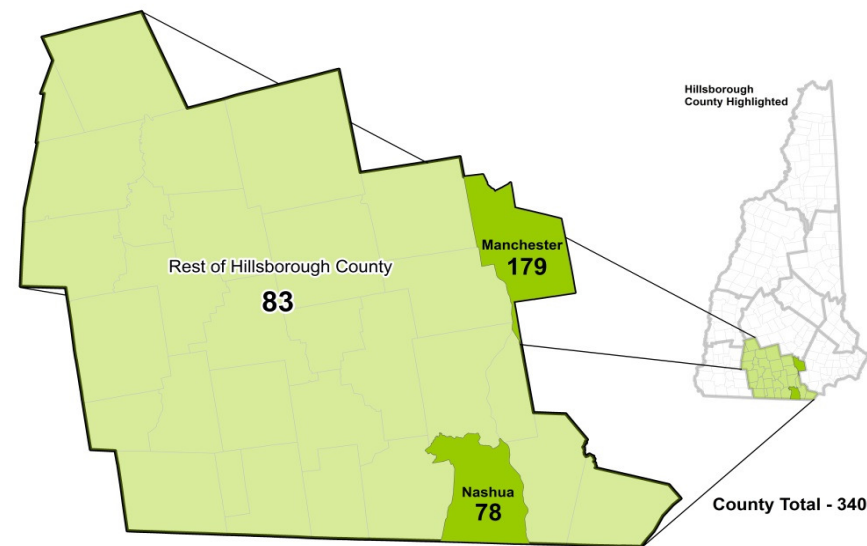 Hillsborough
County Highlighted
Manchester
179
Rest of Hillsborough County
83
Nashua
78
County Total - 340